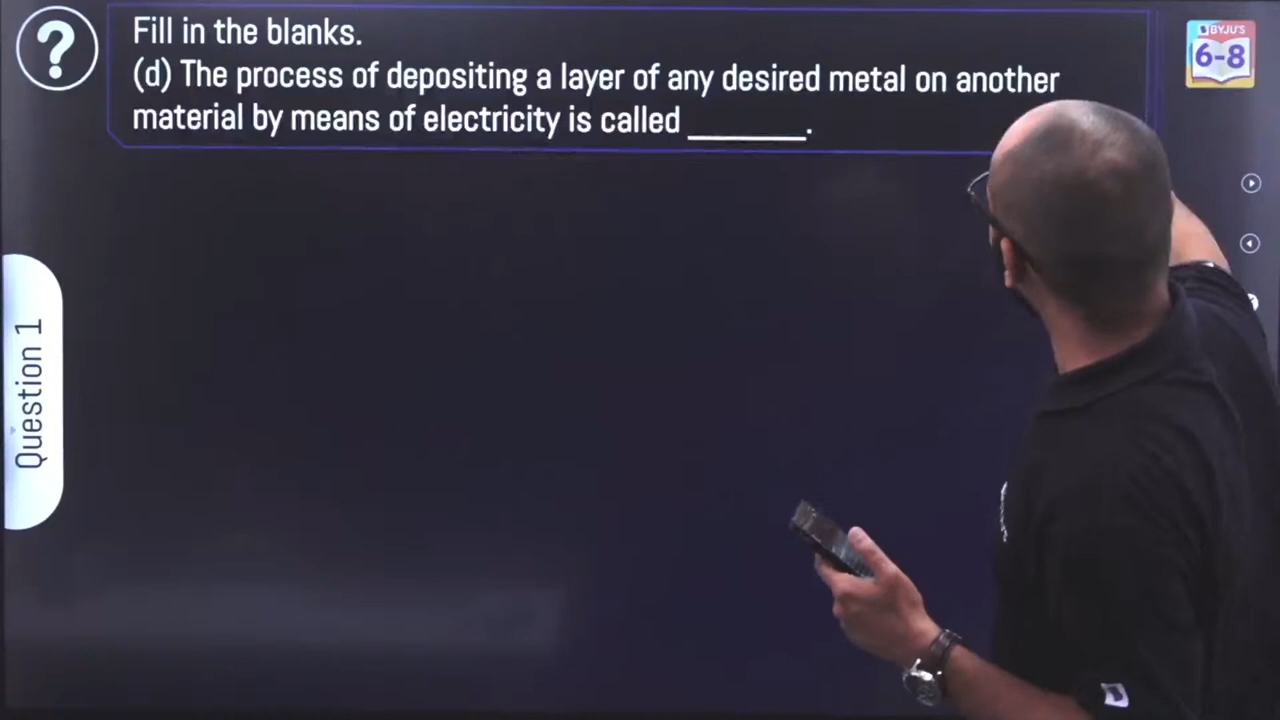 ?
Fill in the blanks.
(d) The process of depositing a layer of any desired metal on another
material by means of electricity is called ________.
BYJU'S
6-8
Question 1